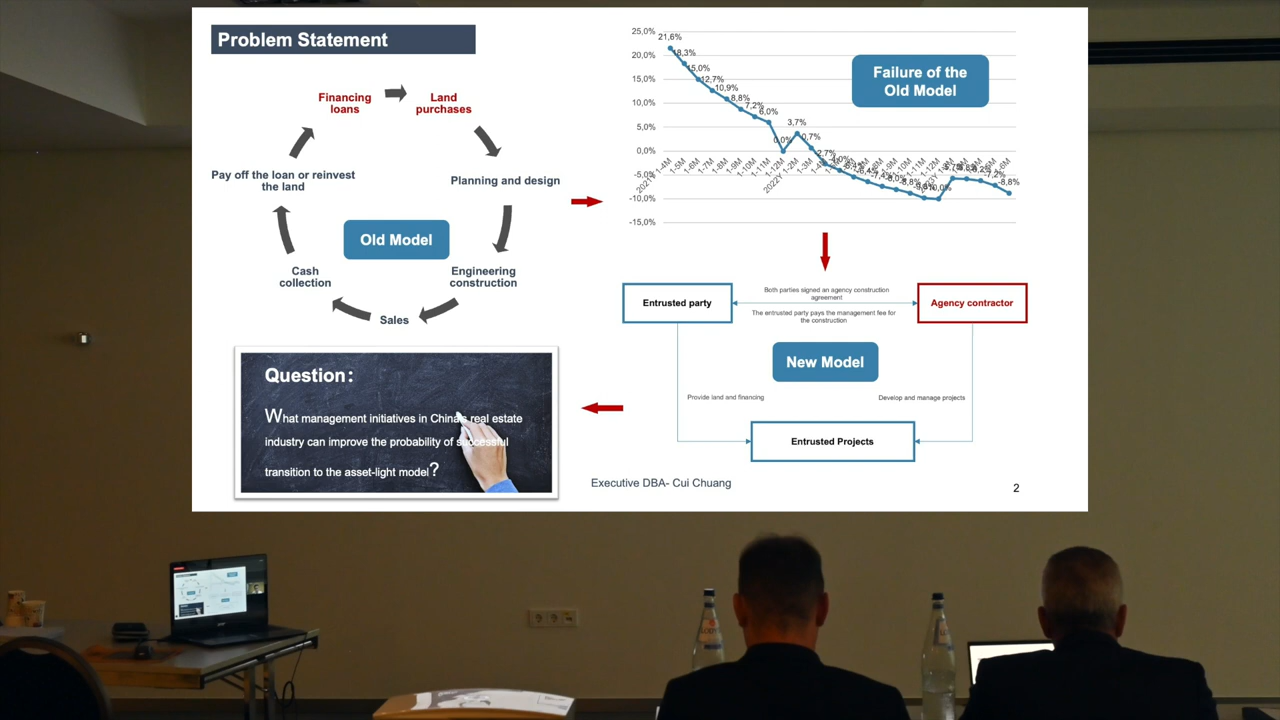 Problem Statement
Financing
loans
Land
purchases
Planning and design
Engineering
construction
Sales
Cash
collection
Pay off the loan or reinvest
the land
Old Model
25,0%
20,0%
15,0%
10,0%
5,0%
0,0%
-5,0%
-10,0%
-15,0%
21,6%
18,3%
15,0%
12,7%
10,9%
8,8%
7,2%
6,0%
0,0%
3,7%
0,7%
-2,7%
-7,2%
-8,8%
Failure of the
Old Model
Entrusted party
Both parties signed an agency construction
agreement
The entrusted party pays the management fee for
the construction
Agency contractor
New Model
Provide land and financing
Develop and manage projects
Entrusted Projects
Question:
What management initiatives in China's real estate
industry can improve the probability of successful
transition to the asset-light model?
Executive DBA- Cui Chuang
2